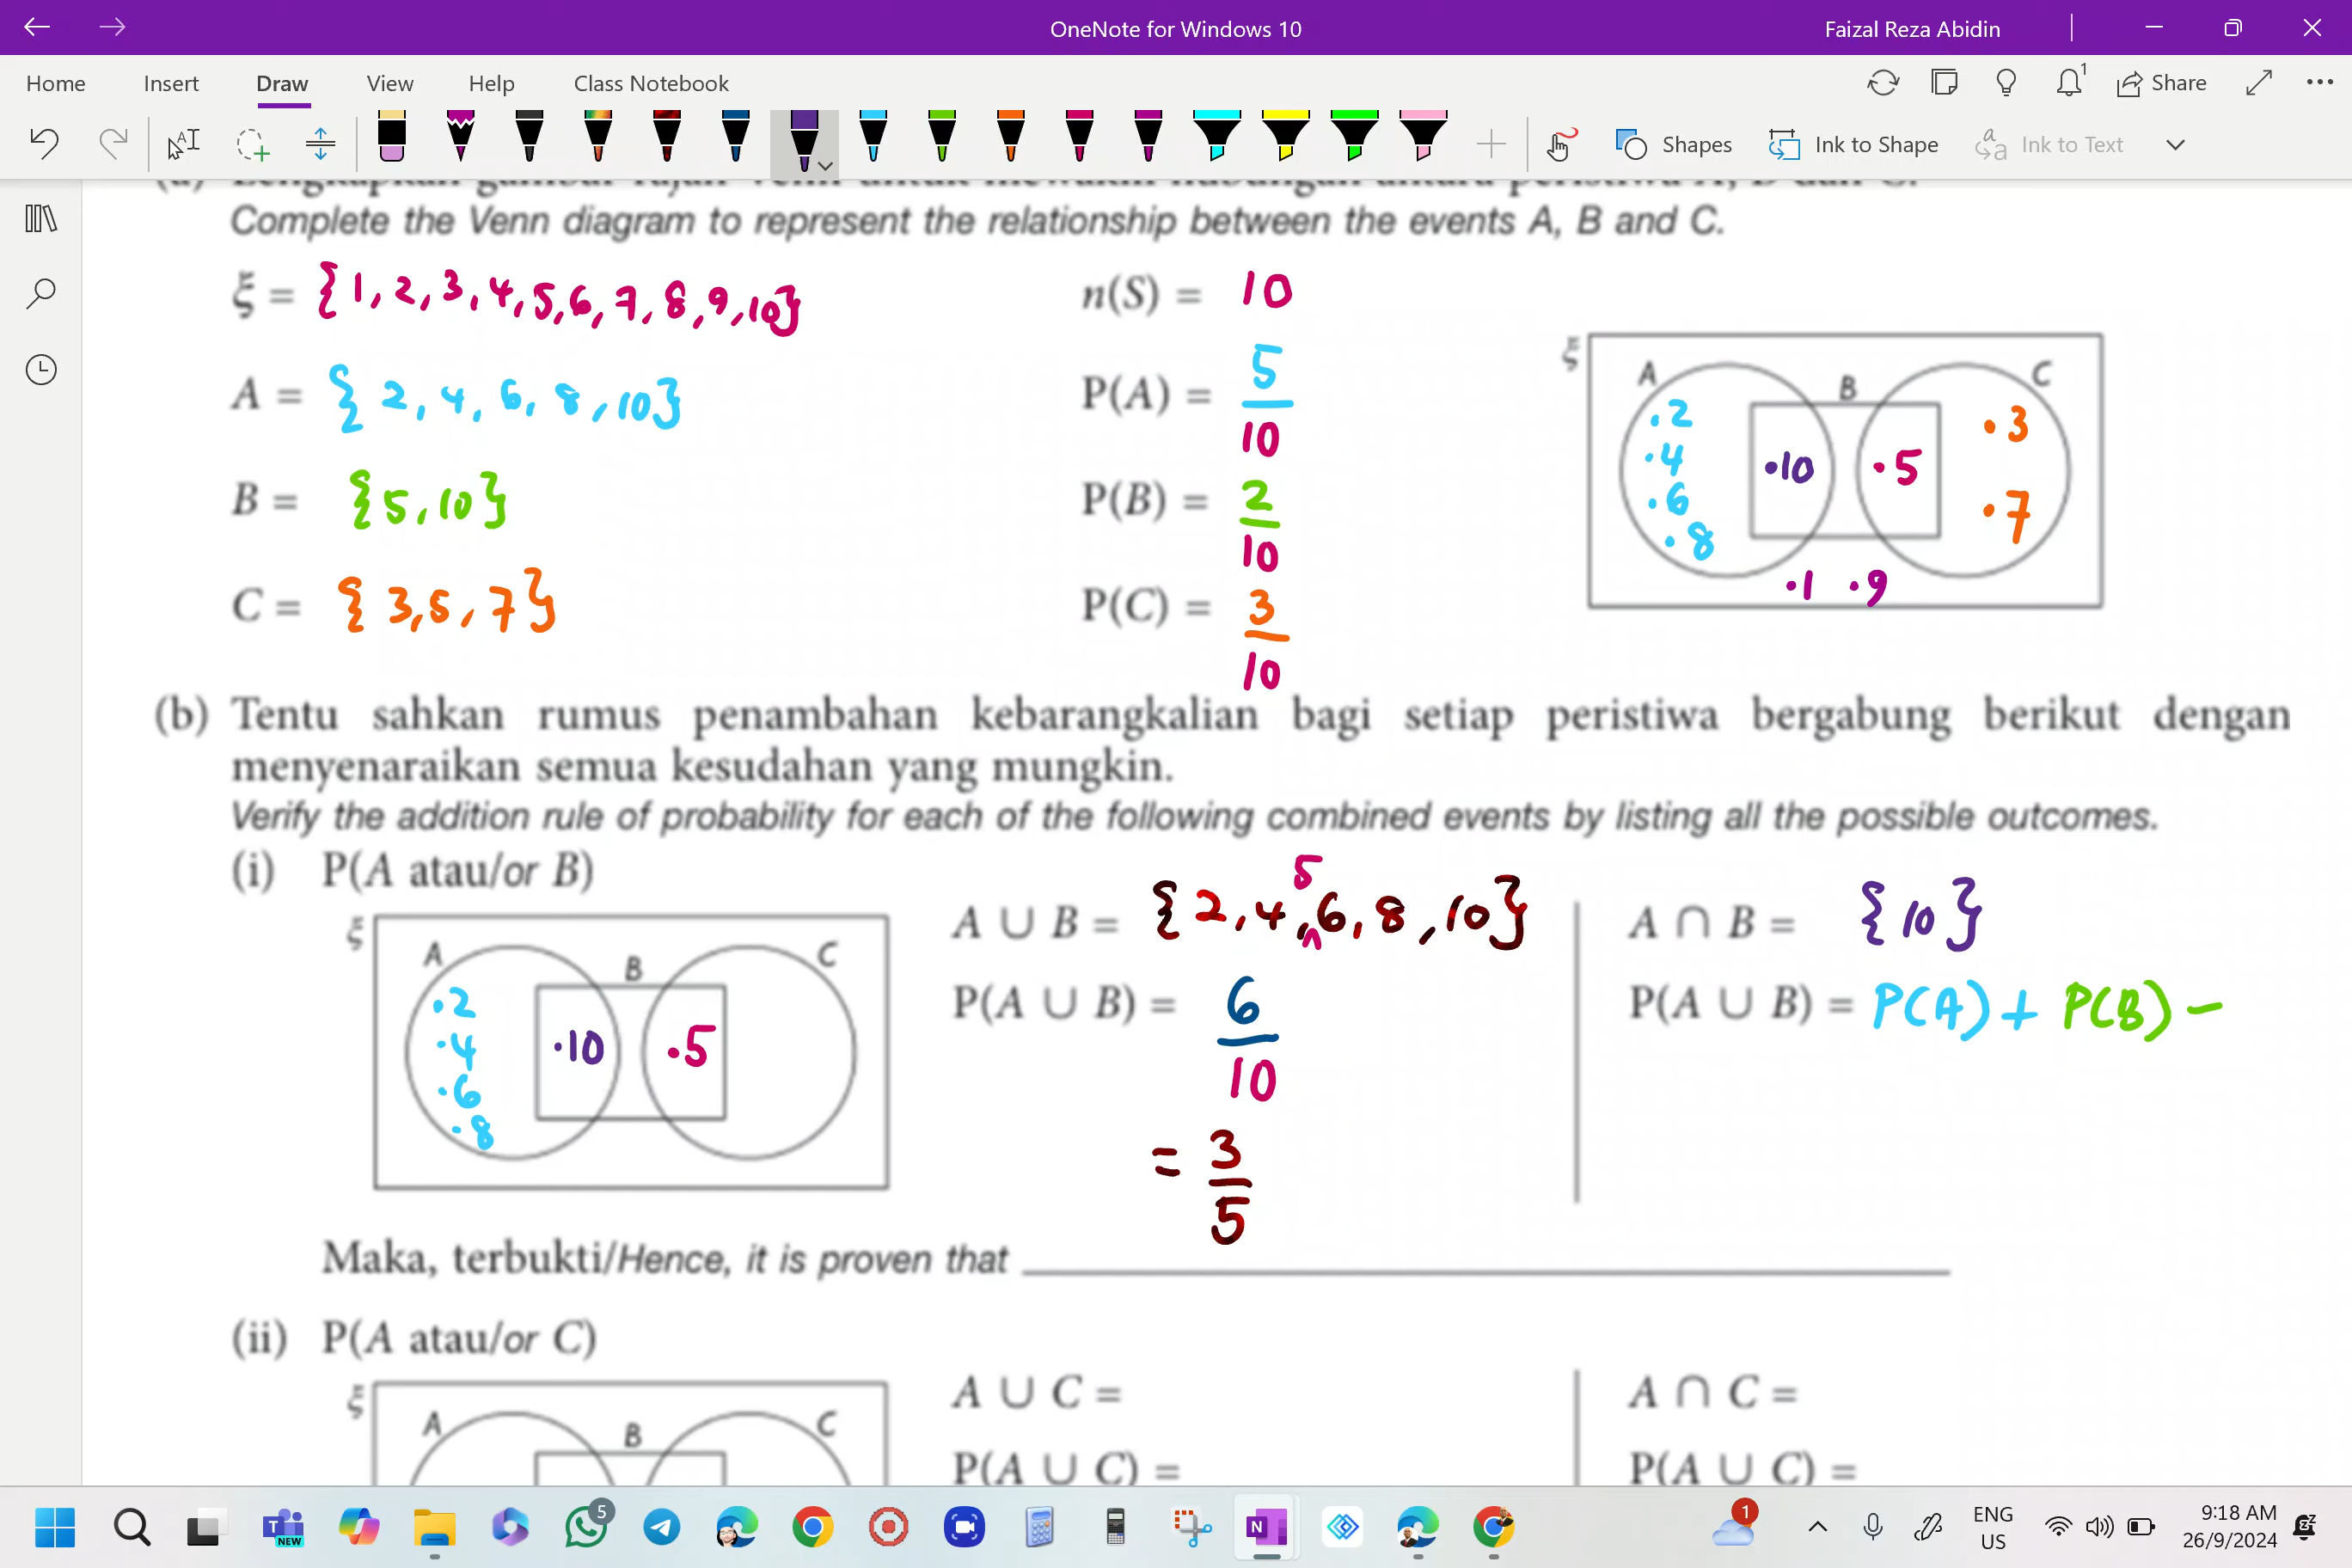 OneNote for Windows 10
Faizal Reza Abidin
Home Insert Draw View Help Class Notebook
1
Share
Shapes Ink to Shape Ink to Text
Complete the Venn diagram to represent the relationship between the events A, B and C.
ξ = {1, 2, 3, 4, 5, 6, 7, 8, 9, 10}
n(S) = 10
A = {2, 4, 6, 8, 10}
P(A) = 5/10
B = {5, 10}
P(B) = 2/10
C = {3, 5, 7}
P(C) = 3/10
ξ
A B C
.2
.4
.6
.8
.10
.5
.3
.7
.1 .9
(b) Tentu sahkan rumus penambahan kebarangkalian bagi setiap peristiwa bergabung berikut dengan
menyenaraikan semua kesudahan yang mungkin.
Verify the addition rule of probability for each of the following combined events by listing all the possible outcomes.
(i) P(A atau/or B)
ξ
A B C
.2
.4
.6
.8
.10
.5
5
A ∪ B = {2, 4, ^6, 8, 10}
P(A ∪ B) = 6/10
= 3/5
A ∩ B = {10}
P(A ∪ B) = P(A) + P(B) −
Maka, terbukti/Hence, it is proven that
(ii) P(A atau/or C)
ξ
A B C
A ∪ C =
P(A ∪ C) =
A ∩ C =
P(A ∪ C) =
T NEW
5
N
1
ENG
US
9:18 AM
26/9/2024